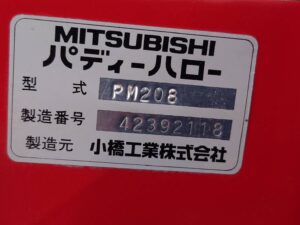 MITSUBISHI
パディーハロー
型式 PM208
製造番号 42392118
製造元 小橋工業株式会社